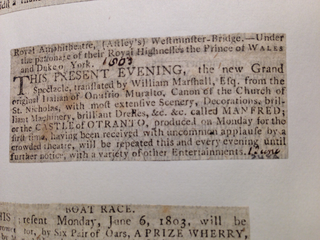 Royal Amphitheatre, (Astley's) Westminster-Bridge.—Under
the patronage of their Royal Highnesses the Prince of WALES
and Duke of York.
1803
THIS PRESENT EVENING, the new Grand
Spectacle, translated by William Marshall, Esq. from the
original Italian of Onufrio Muralto, Canon of the Church of
St. Nicholas, with most extensive Scenery, Decorations, bril-
liant Machinery, brilliant Dresses, &c. &c. called MANFRED;
or the CASTLE of OTRANTO, produced on Monday for the
first time, having been received with uncommon applause by a
crowded theatre, will be repeated this and every evening until
further notice, with a variety of other Entertainments.
June
BOAT RACE.
THIS present Monday, June 6, 1803, will be
for, by Six Pair of Oars, A PRIZE WHERRY,